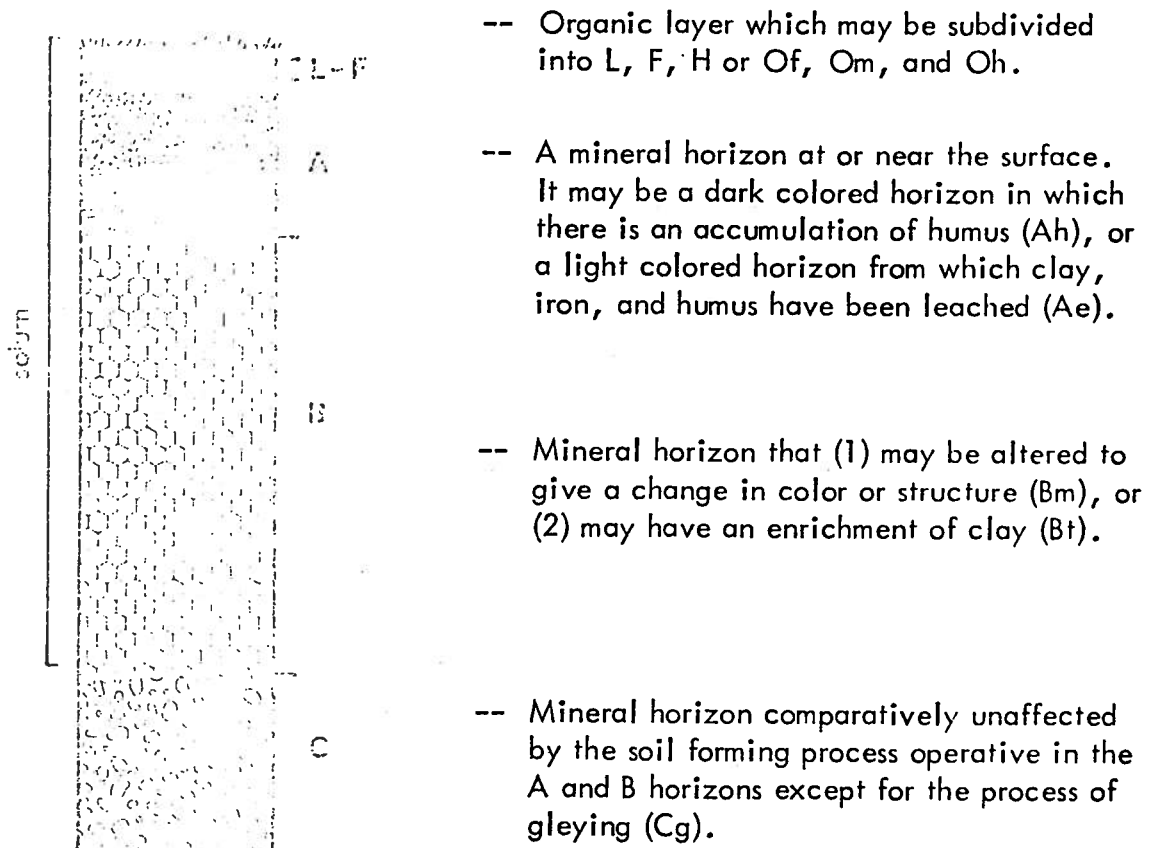 -- Organic layer which may be subdivided
into L, F, H or Of, Om, and Oh.
L-F
-- A mineral horizon at or near the surface.
It may be a dark colored horizon in which
there is an accumulation of humus (Ah), or
a light colored horizon from which clay,
iron, and humus have been leached (Ae).
A
solum
B
-- Mineral horizon that (1) may be altered to
give a change in color or structure (Bm), or
(2) may have an enrichment of clay (Bt).
C
-- Mineral horizon comparatively unaffected
by the soil forming process operative in the
A and B horizons except for the process of
gleying (Cg).